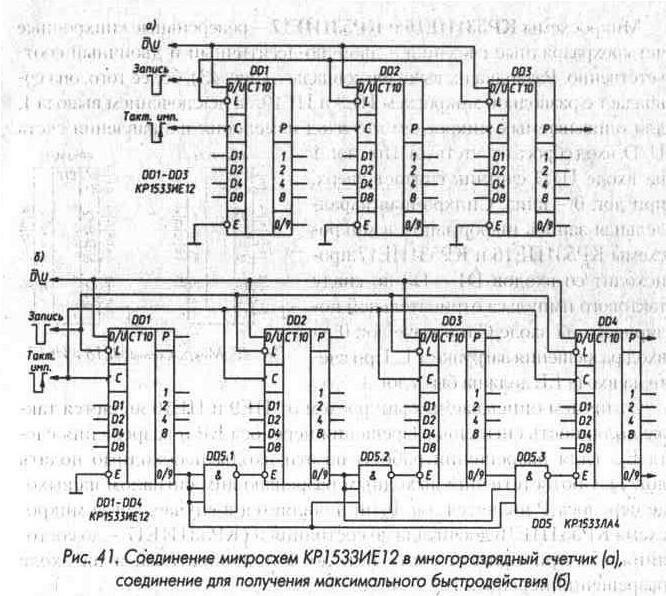 а)
D/U
Запись
Такт. имп.
DD1
DD2
DD3
D/U CT10
L
C
P
D1
D2
D4
D8
1
2
4
8
E
0/9
D/U CT10
L
C
P
D1
D2
D4
D8
1
2
4
8
E
0/9
D/U CT10
L
C
P
D1
D2
D4
D8
1
2
4
8
E
0/9
DD1-DD3
КР1533ИЕ12
б)
D/U
Запись
Такт.
имп.
DD1
DD2
DD3
DD4
D/U CT10 P
L
C
D1
D2
D4
D8
1
2
4
8
E
0/9
D/U CT10 P
L
C
D1
D2
D4
D8
1
2
4
8
E
0/9
D/U CT10 P
L
C
D1
D2
D4
D8
1
2
4
8
E
0/9
D/U CT10 P
L
C
D1
D2
D4
D8
1
2
4
8
E
0/9
DD5.1
&
DD5.2
&
DD5.3
&
DD1-DD4
КР1533ИЕ12
DD5 КР1533ЛА4
Рис. 41. Соединение микросхем КР1533ИЕ12 в многоразрядный счетчик (а),
соединение для получения максимального быстродействия (б)